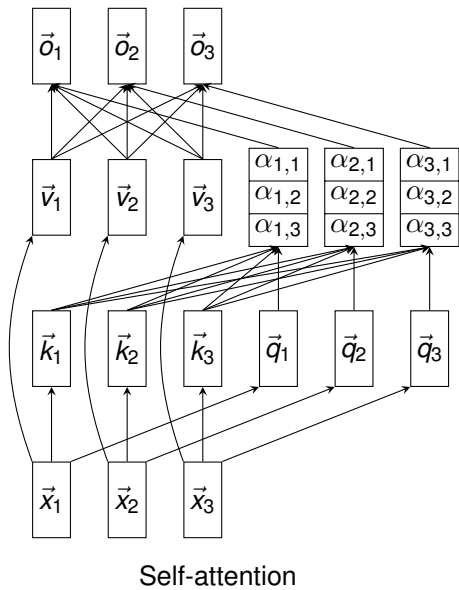 o⃗1 o⃗2 o⃗3
v⃗1 v⃗2 v⃗3
α1,1 α2,1 α3,1
α1,2 α2,2 α3,2
α1,3 α2,3 α3,3
k⃗1 k⃗2 k⃗3 q⃗1 q⃗2 q⃗3
x⃗1 x⃗2 x⃗3
Self-attention